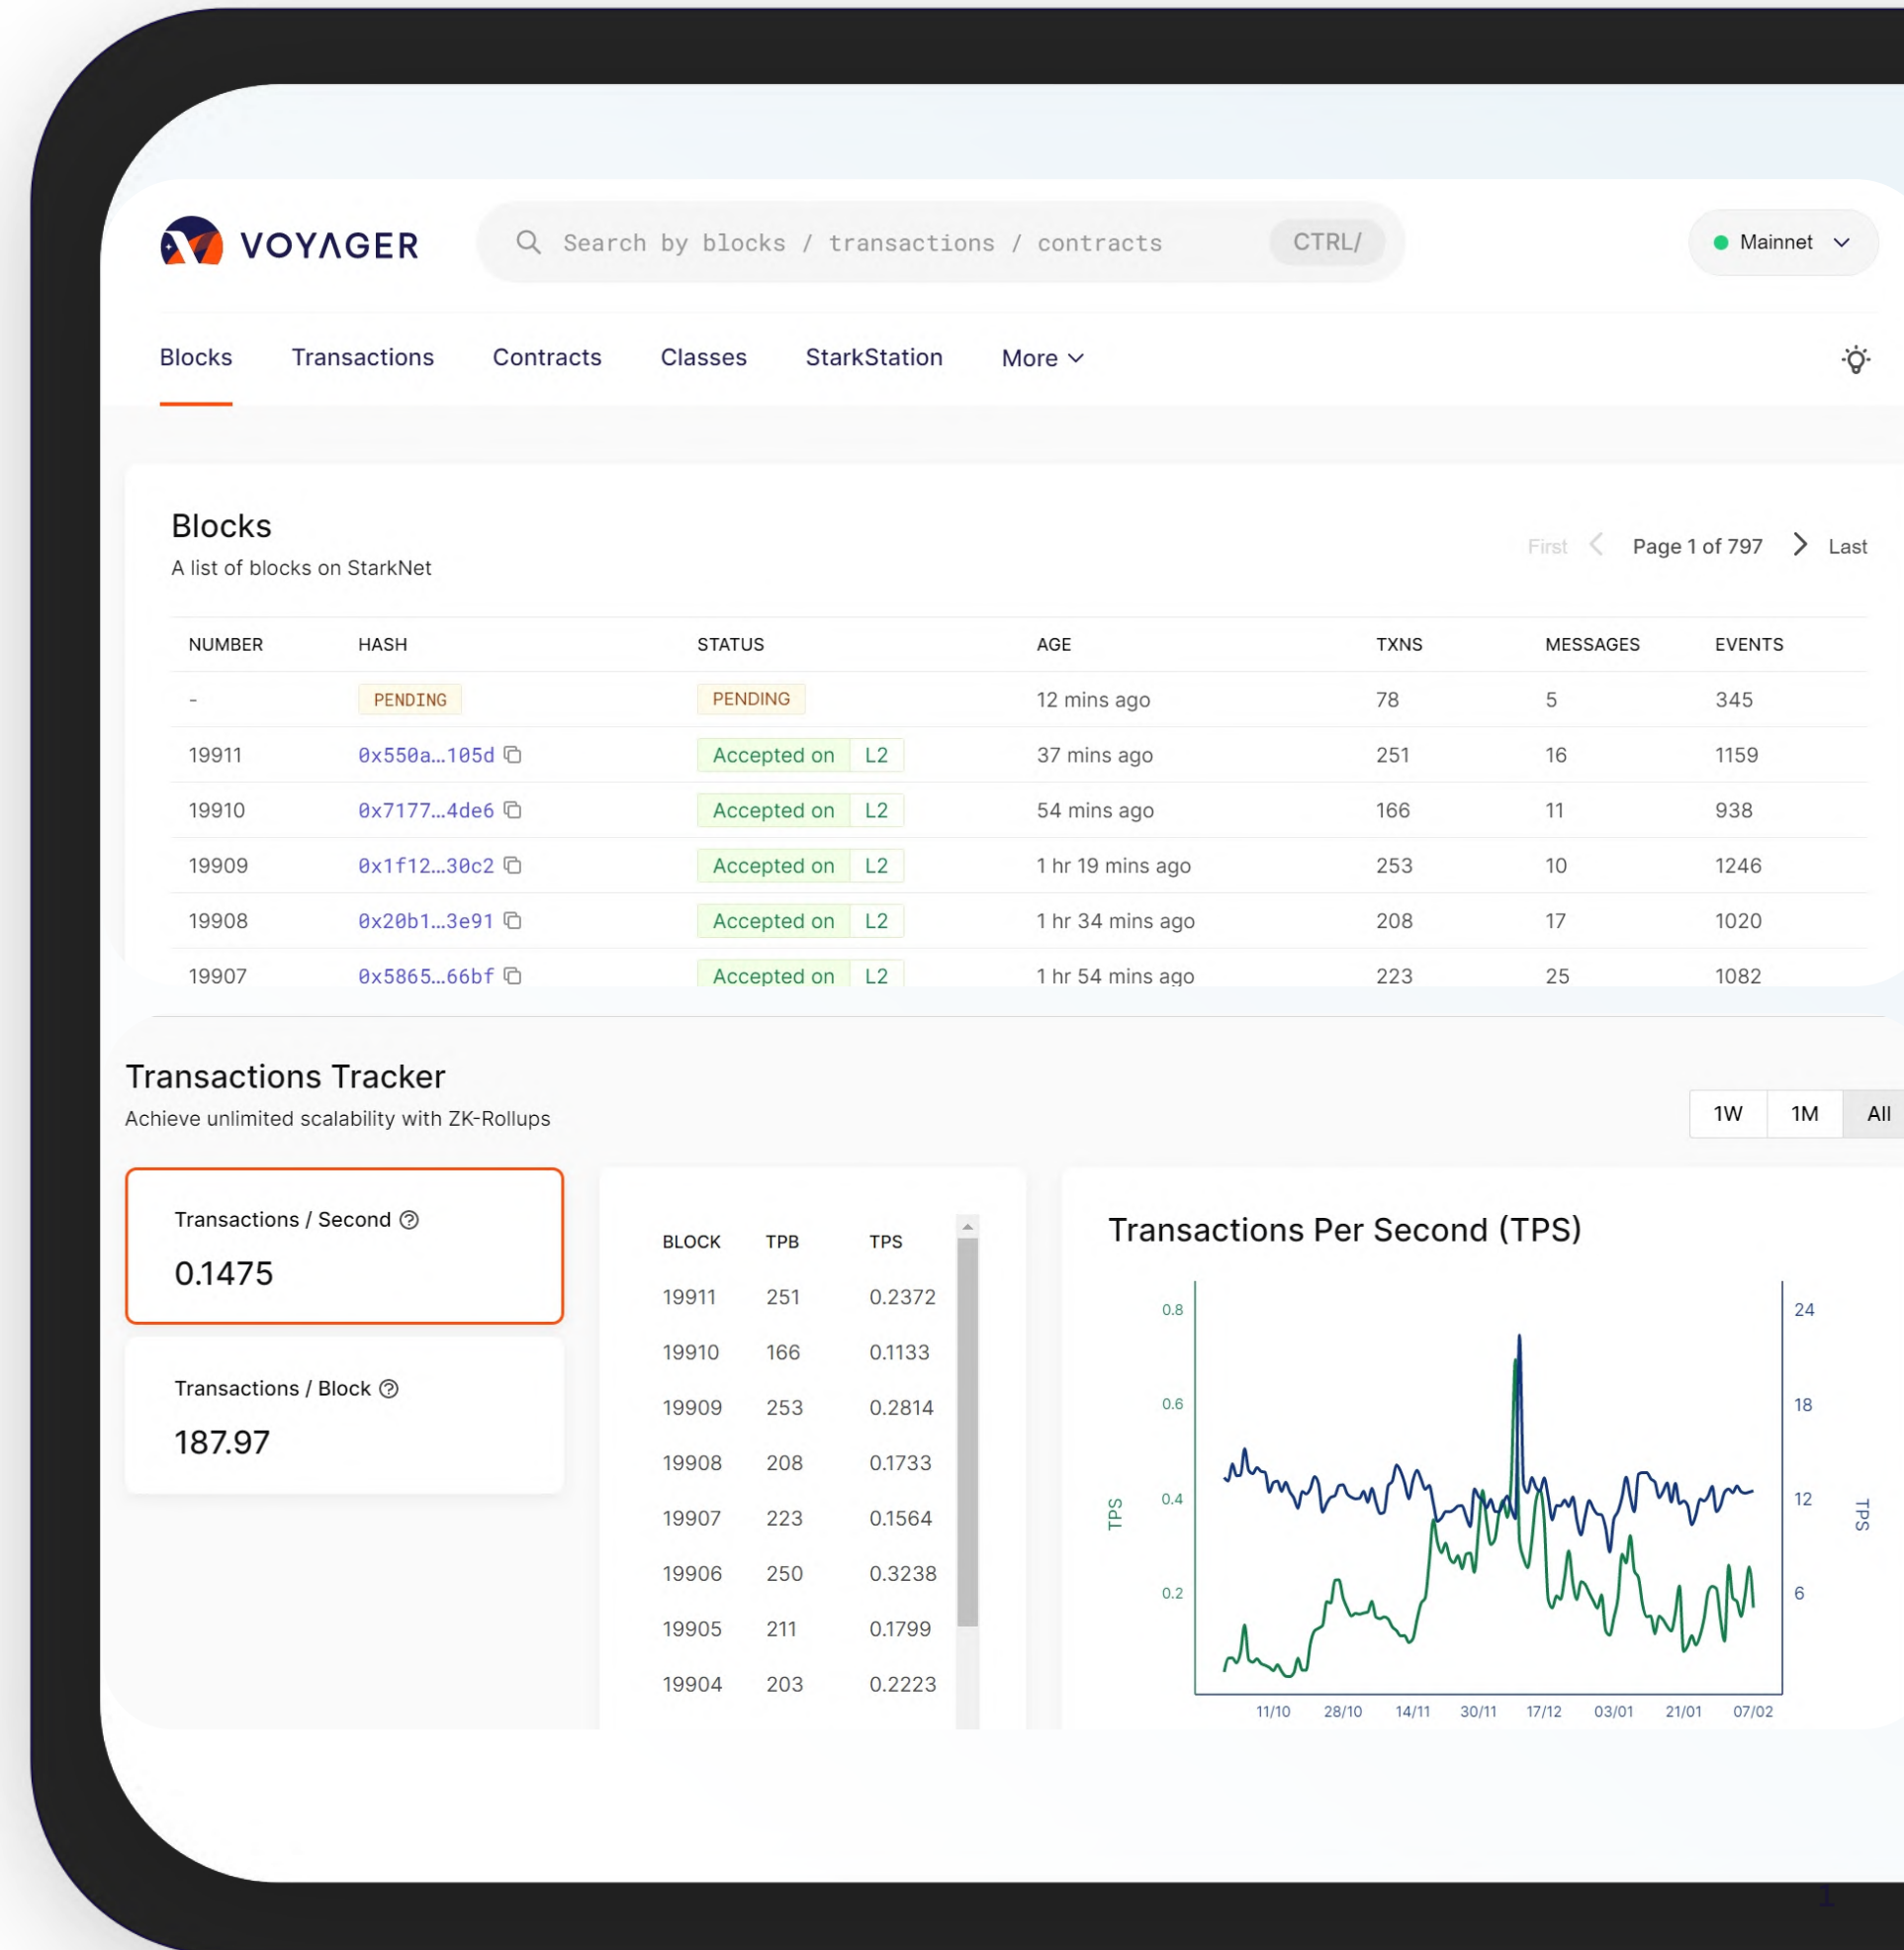 VOYAGER
Search by blocks / transactions / contracts CTRL/
Mainnet
Blocks Transactions Contracts Classes StarkStation More
Blocks
A list of blocks on StarkNet
First Page 1 of 797 Last
NUMBER HASH STATUS AGE TXNS MESSAGES EVENTS
- PENDING PENDING 12 mins ago 78 5 345
19911 0x550a…105d Accepted on L2 37 mins ago 251 16 1159
19910 0x7177…4de6 Accepted on L2 54 mins ago 166 11 938
19909 0x1f12…30c2 Accepted on L2 1 hr 19 mins ago 253 10 1246
19908 0x20b1…3e91 Accepted on L2 1 hr 34 mins ago 208 17 1020
19907 0x5865…66bf Accepted on L2 1 hr 54 mins ago 223 25 1082
Transactions Tracker
Achieve unlimited scalability with ZK-Rollups
1W 1M All
Transactions / Second ?
0.1475
Transactions / Block ?
187.97
BLOCK TPB TPS
19911 251 0.2372
19910 166 0.1133
19909 253 0.2814
19908 208 0.1733
19907 223 0.1564
19906 250 0.3238
19905 211 0.1799
19904 203 0.2223
Transactions Per Second (TPS)
0.8
0.6
0.4
0.2
TPS
24
18
12
6
TPS
11/10 28/10 14/11 30/11 17/12 03/01 21/01 07/02
1